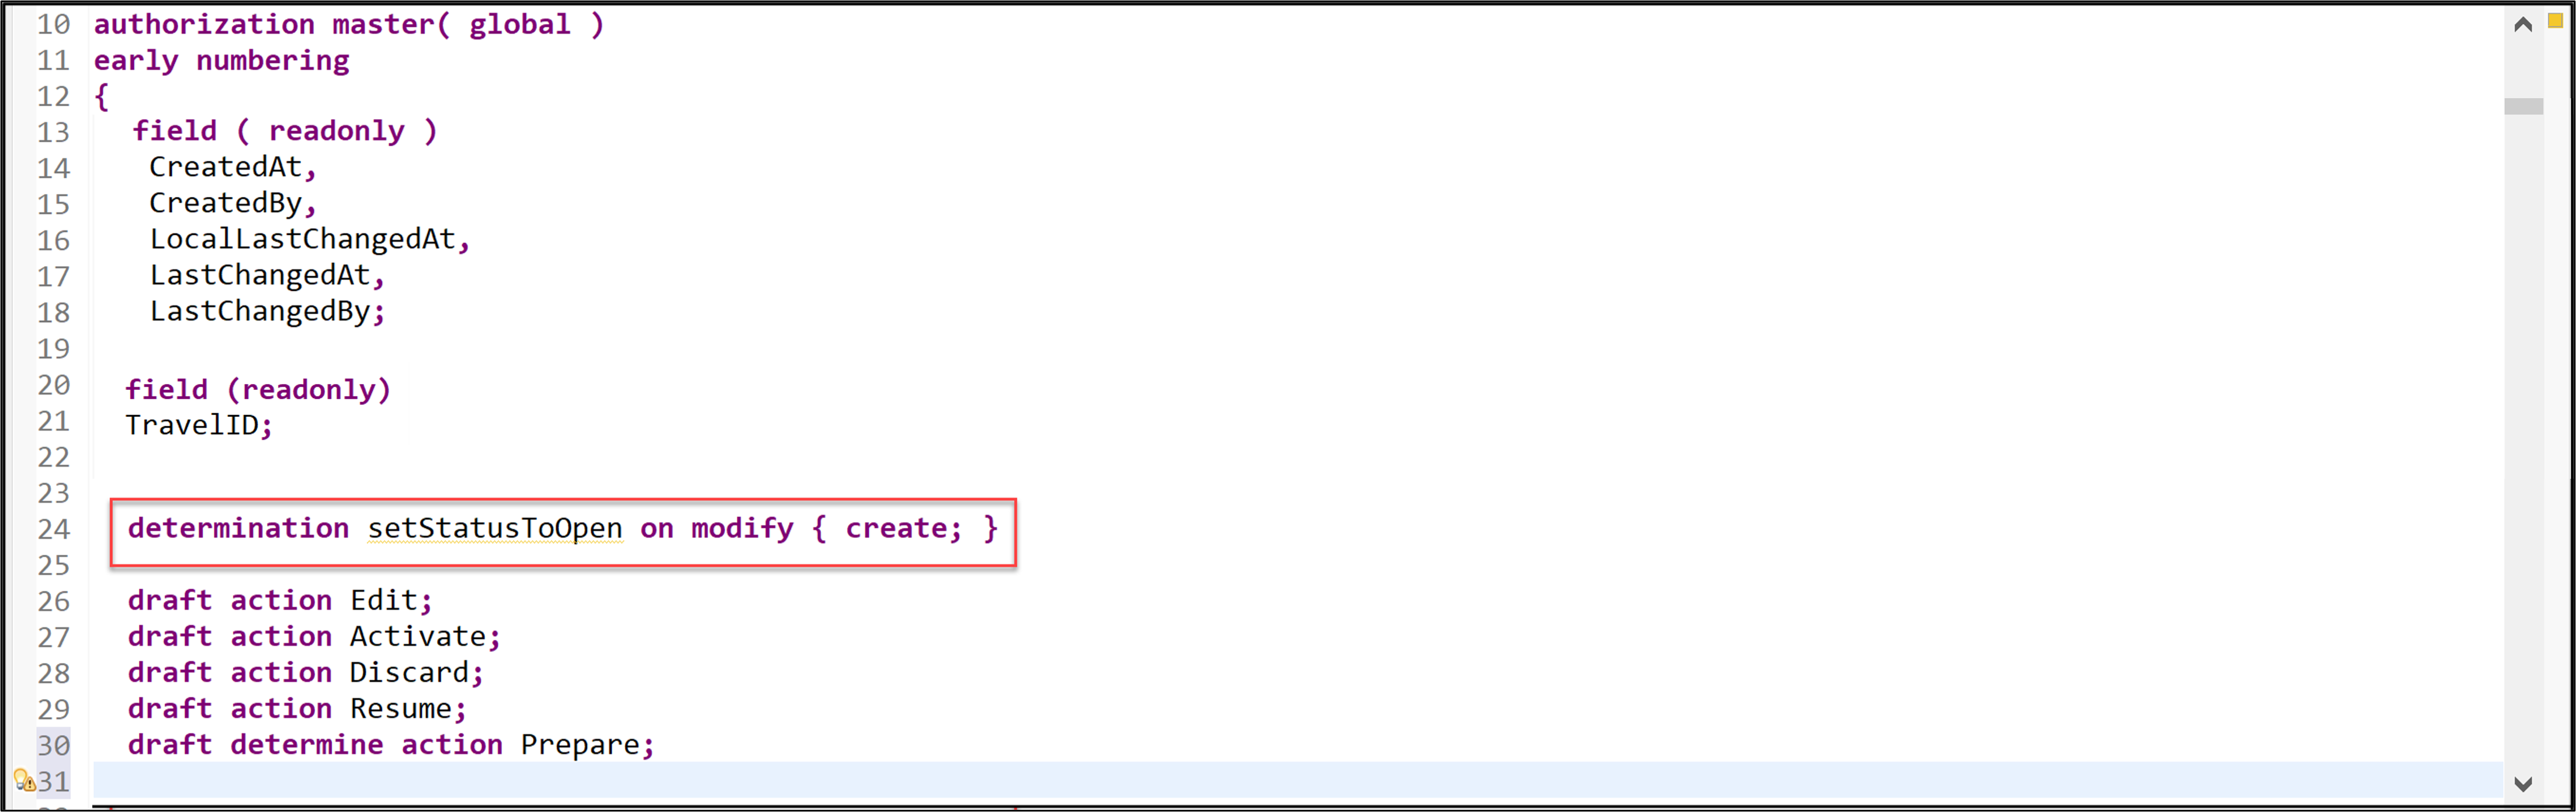 10 authorization master( global )
11 early numbering
12 {
13 field ( readonly )
14 CreatedAt,
15 CreatedBy,
16 LocalLastChangedAt,
17 LastChangedAt,
18 LastChangedBy;
19
20 field (readonly)
21 TravelID;
22
23
24 determination setStatusToOpen on modify { create; }
25
26 draft action Edit;
27 draft action Activate;
28 draft action Discard;
29 draft action Resume;
30 draft determine action Prepare;
31